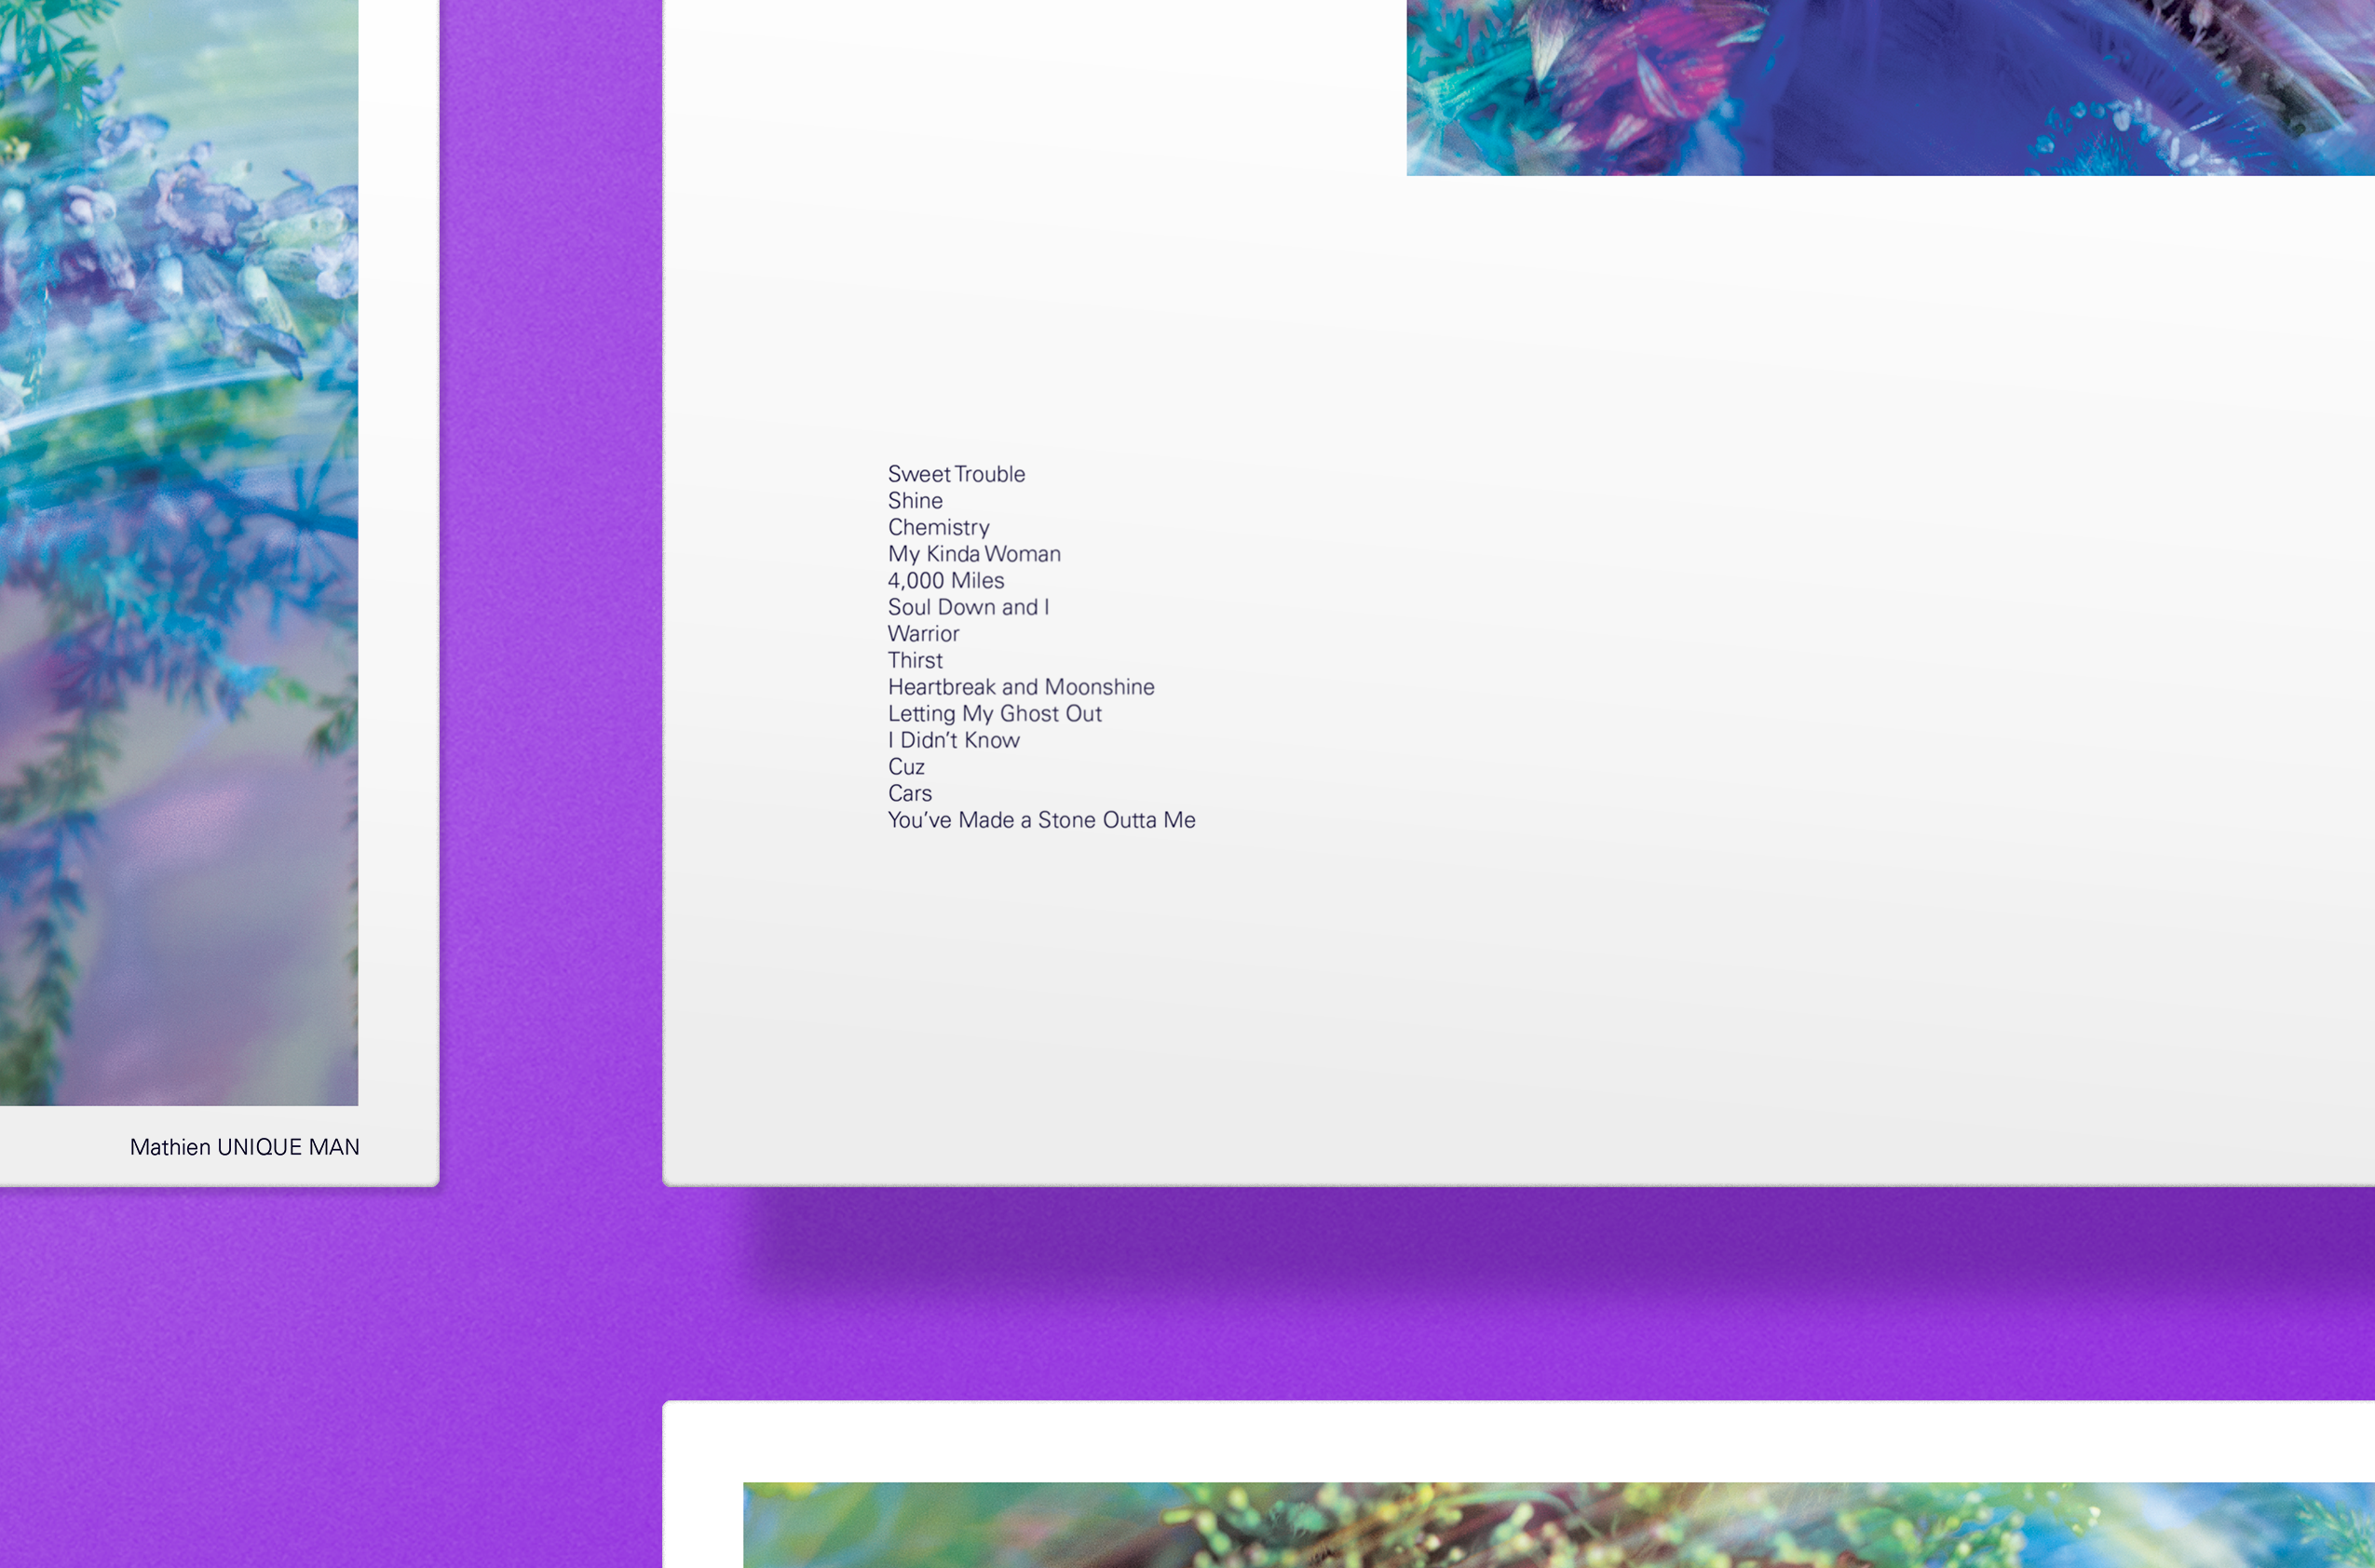 Sweet Trouble
Shine
Chemistry
My Kinda Woman
4,000 Miles
Soul Down and I
Warrior
Thirst
Heartbreak and Moonshine
Letting My Ghost Out
I Didn’t Know
Cuz
Cars
You’ve Made a Stone Outta Me
Mathien UNIQUE MAN